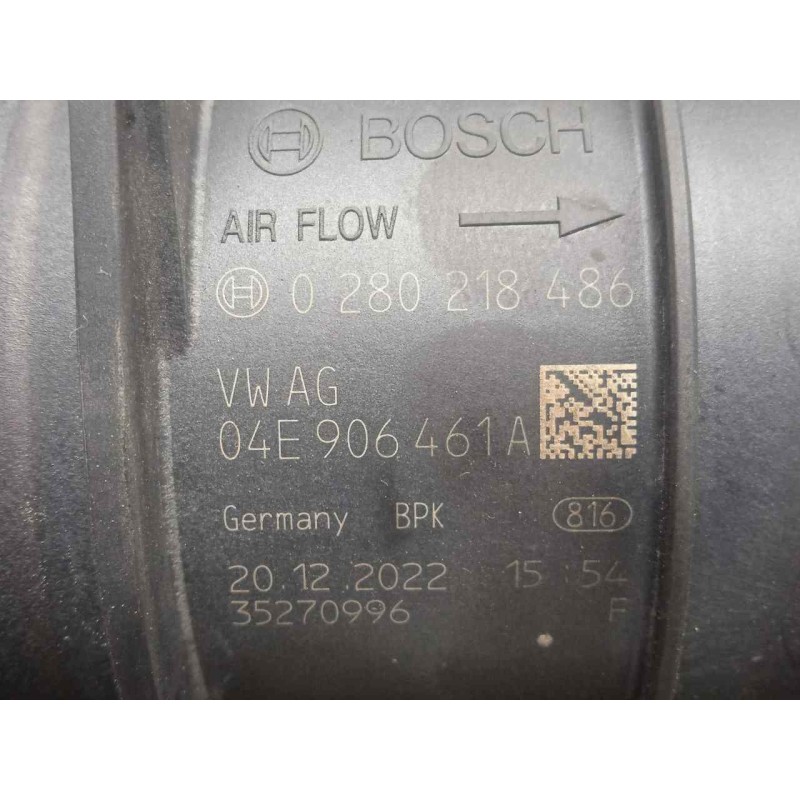 BOSCH
AIR FLOW
0 280 218 486
VW AG
04E 906 461 A
Germany BPK 816
20.12.2022 15:54
35270996 F